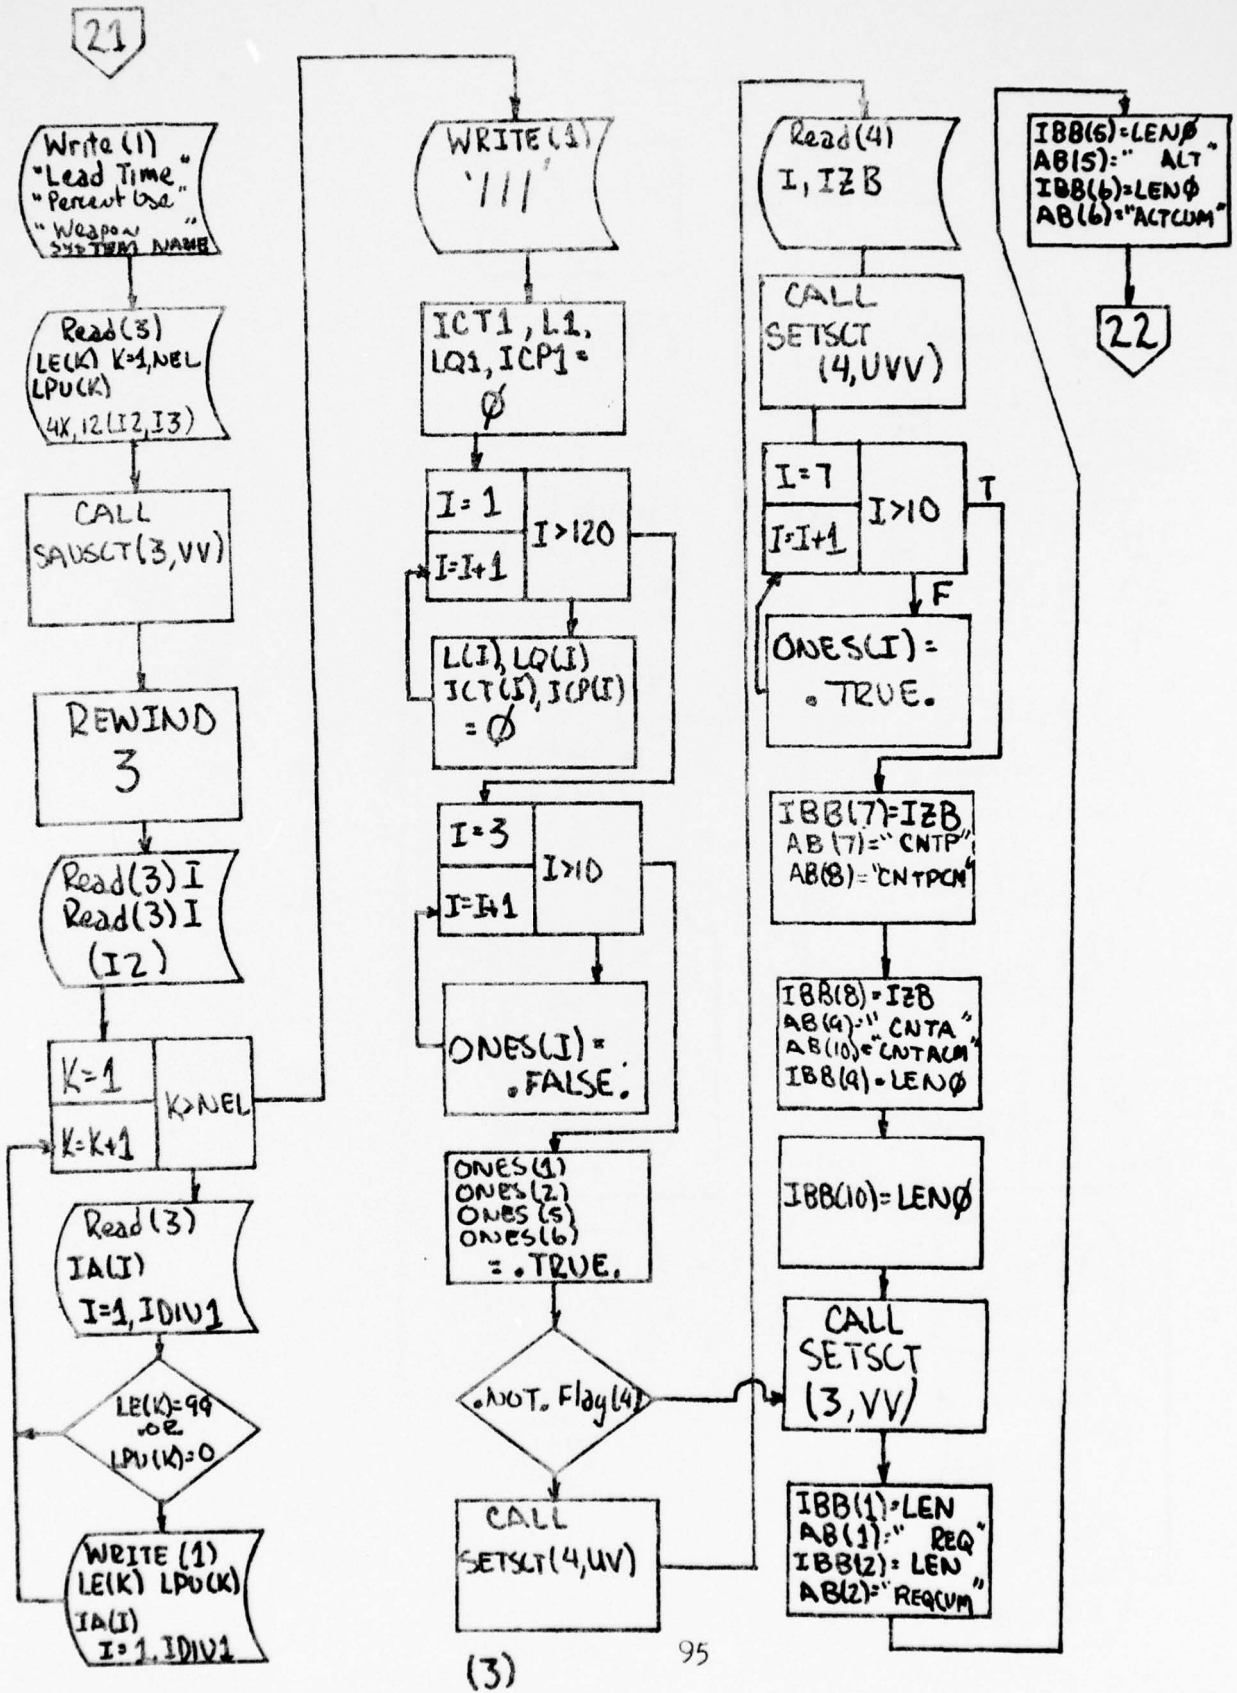 21
Write(1)
"Lead Time"
"Percent Use"
"Weapon "
SYSTEM NAME
Read(3)
LE(K) K=1,NEL
LPU(K)
4X,12(I2,I3)
CALL
SAVSCT(3,VV)
REWIND
3
Read(3) I
Read(3) I
(I2)
K=1
K=K+1
K>NEL
Read(3)
IA(I)
I=1, IDIV1
LE(K)=99
.OR.
LPU(K)=0
WRITE(1)
LE(K) LPU(K)
IA(I)
I=1, IDIV1
WRITE(1)
'///'
ICT1, L1,
LQ1, ICP1=
Ø
I=1
I=I+1
I>120
L(I), LQ(I)
ICT(I), ICP(I)
=Ø
I=3
I=I+1
I>10
ONES(I)=
.FALSE.
ONES(1)
ONES(2)
ONES(5)
ONES(6)
=.TRUE.
.NOT. Flag(4)
CALL
SETSCT(4,UV)
(3)
Read(4)
I, IZB
CALL
SETSCT
(4,UVV)
I=7
I=I+1
I>10
T
F
ONES(I)=
.TRUE.
IBB(7)=IZB
AB(7)=" CNTP"
AB(8)="CNTPCM"
IBB(8)=IZB
AB(9)=" CNTA"
AB(10)="CNTACM"
IBB(9)=LENØ
IBB(10)=LENØ
CALL
SETSCT
(3,VV)
IBB(1)=LEN
AB(1)=" REQ"
IBB(2)=LEN
AB(2)="REQCUM"
IBB(5)=LENØ
AB(5)=" ALT"
IBB(6)=LENØ
AB(6)="ALTCUM"
22
95